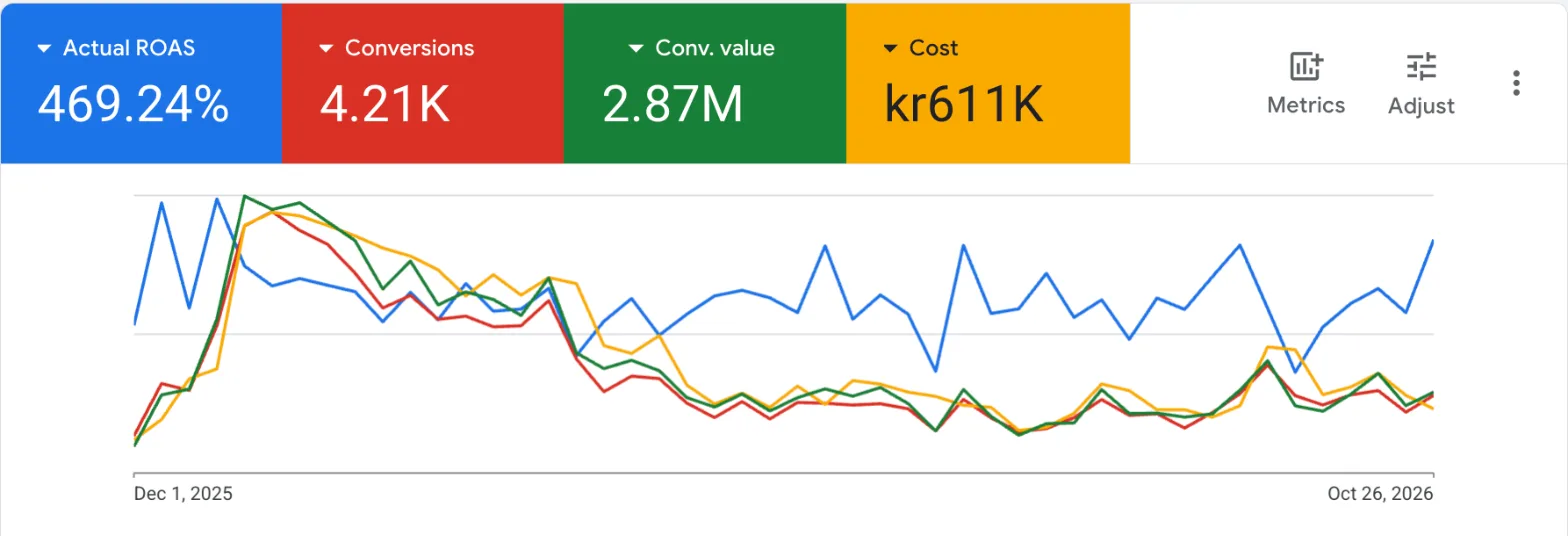 Actual ROAS
469.24%
Conversions
4.21K
Conv. value
2.87M
Cost
kr611K
Metrics
Adjust
Dec 1, 2025
Oct 26, 2026